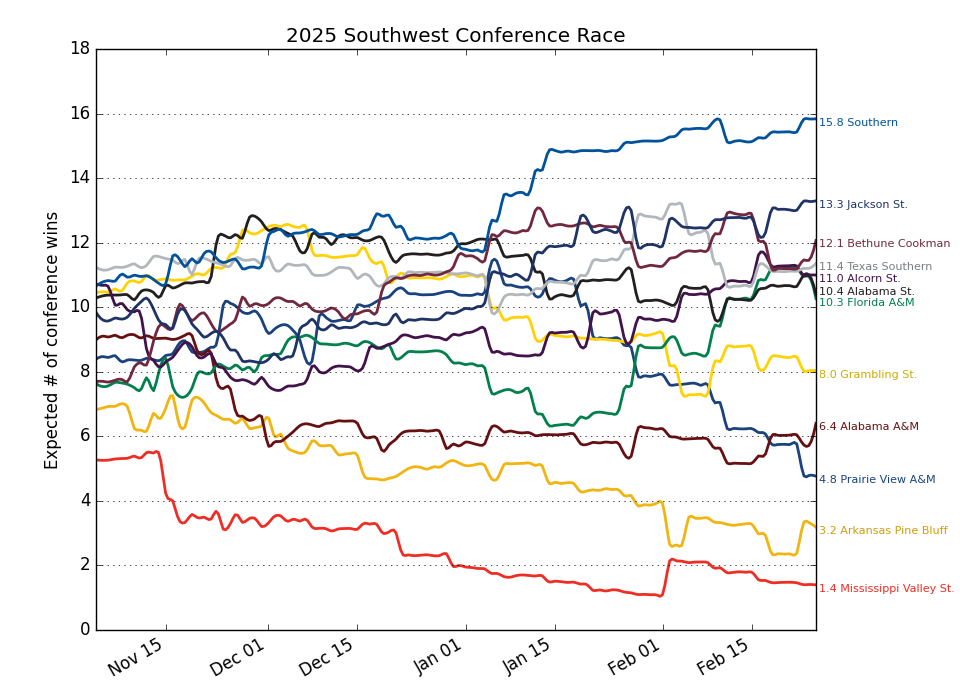 2025 Southwest Conference Race
Expected # of conference wins
18
16
14
12
10
8
6
4
2
0
Nov 15
Dec 01
Dec 15
Jan 01
Jan 15
Feb 01
Feb 15
15.8 Southern
13.3 Jackson St.
12.1 Bethune Cookman
11.4 Texas Southern
11.0 Alcorn St.
10.4 Alabama St.
10.3 Florida A&M
8.0 Grambling St.
6.4 Alabama A&M
4.8 Prairie View A&M
3.2 Arkansas Pine Bluff
1.4 Mississippi Valley St.